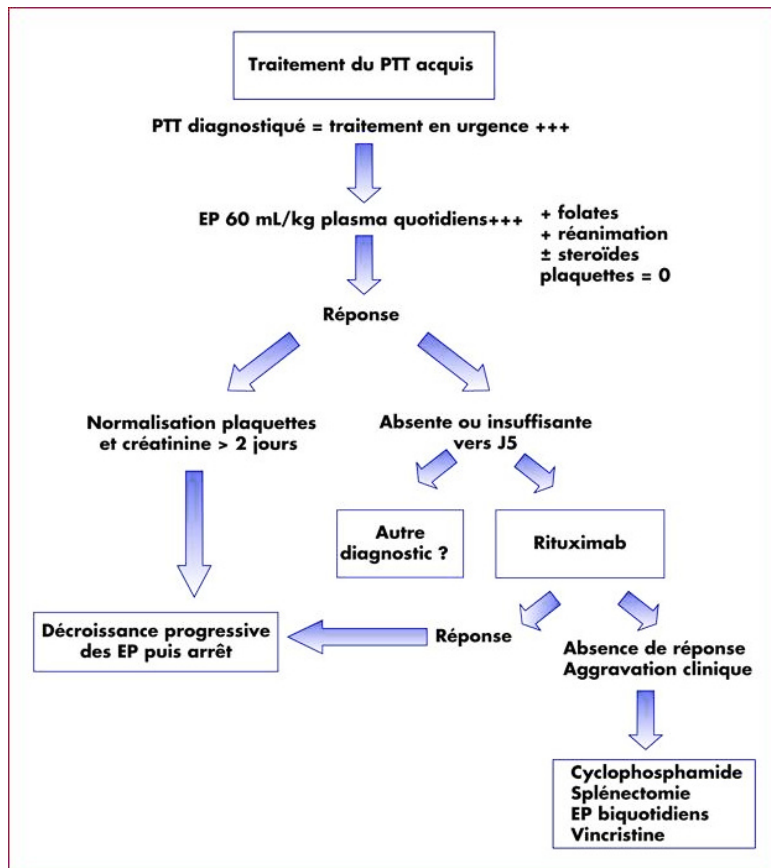 Traitement du PTT acquis
PTT diagnostiqué = traitement en urgence +++
EP 60 mL/kg plasma quotidiens+++
+ folates
+ réanimation
± steroïdes
plaquettes = 0
Réponse
Normalisation plaquettes
et créatinine > 2 jours
Absente ou insuffisante
vers J5
Autre
diagnostic ?
Rituximab
Décroissance progressive
des EP puis arrêt
Réponse
Absence de réponse
Aggravation clinique
Cyclophosphamide
Splénectomie
EP biquotidiens
Vincristine